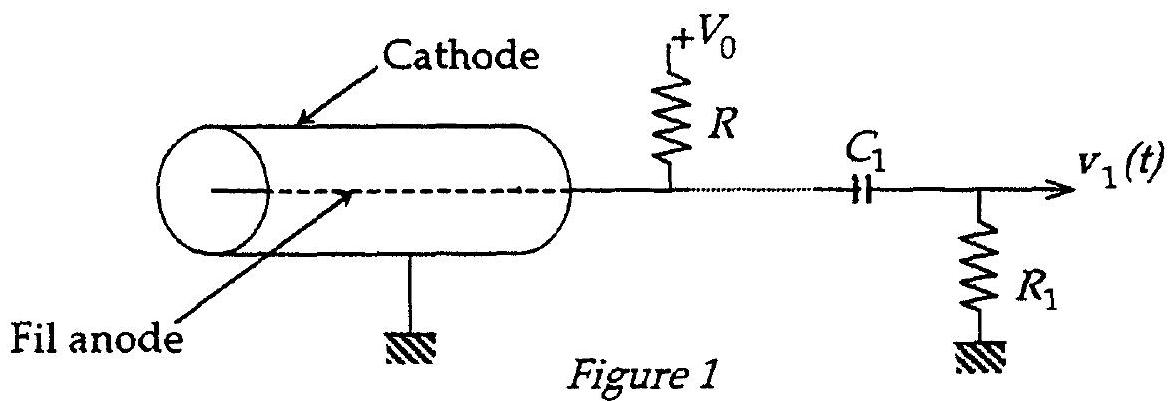 Cathode
+V₀
R
C₁
v₁(t)
R₁
Fil anode
Figure 1